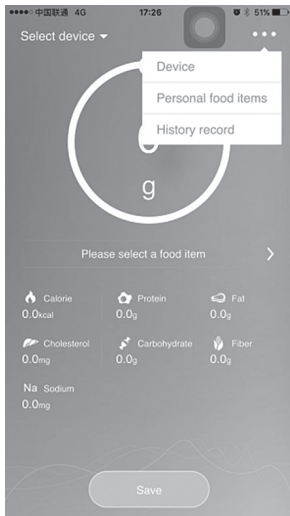 中国联通 4G 17:26 51%
Select device
Device
Personal food items
History record
0
g
Please select a food item
Calorie Protein Fat
0.0kcal 0.0g 0.0g
Cholesterol Carbohydrate Fiber
0.0mg 0.0g 0.0g
Na Sodium
0.0mg
Save